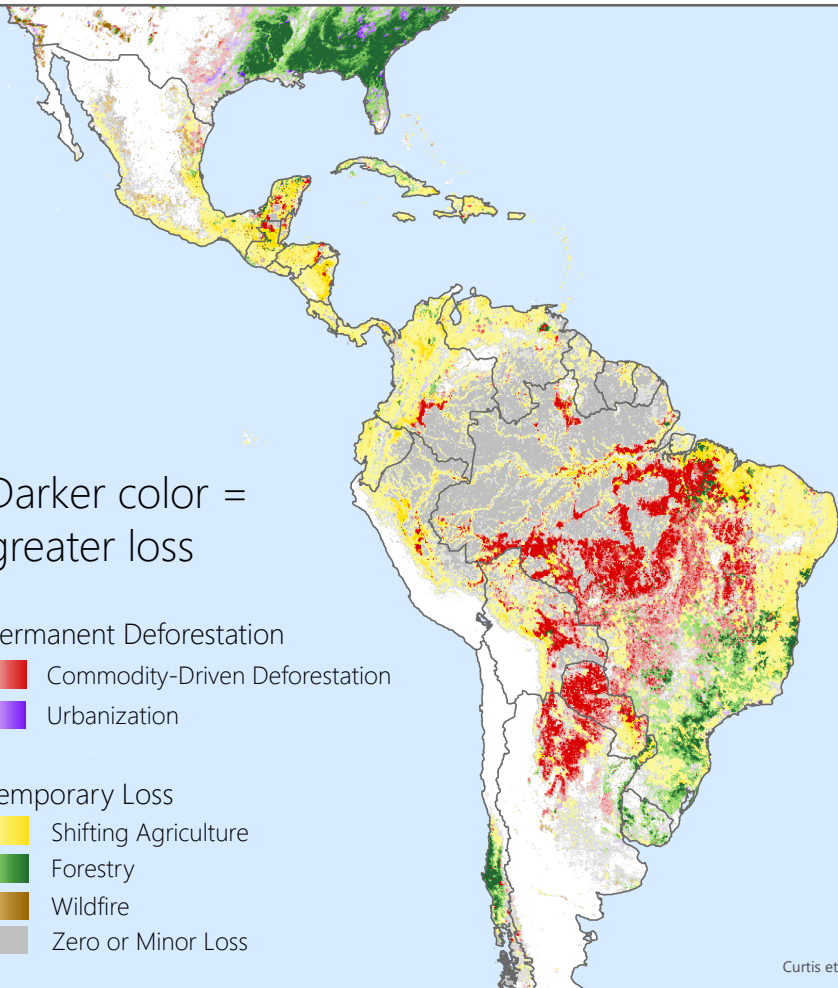 Darker color =
greater loss
ermanent Deforestation
Commodity-Driven Deforestation
Urbanization
emporary Loss
Shifting Agriculture
Forestry
Wildfire
Zero or Minor Loss
Curtis et